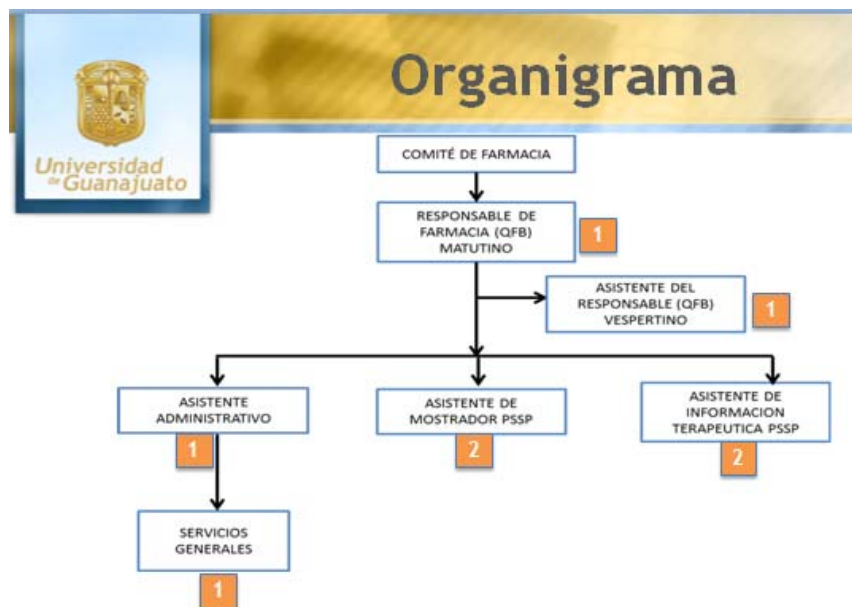 Organigrama
Universidad
de Guanajuato
COMITÉ DE FARMACIA
RESPONSABLE DE
FARMACIA (QFB)
MATUTINO
1
ASISTENTE DEL
RESPONSABLE (QFB)
VESPERTINO
1
ASISTENTE
ADMINISTRATIVO
1
ASISTENTE DE
MOSTRADOR PSSP
2
ASISTENTE DE
INFORMACION
TERAPEUTICA PSSP
2
SERVICIOS
GENERALES
1